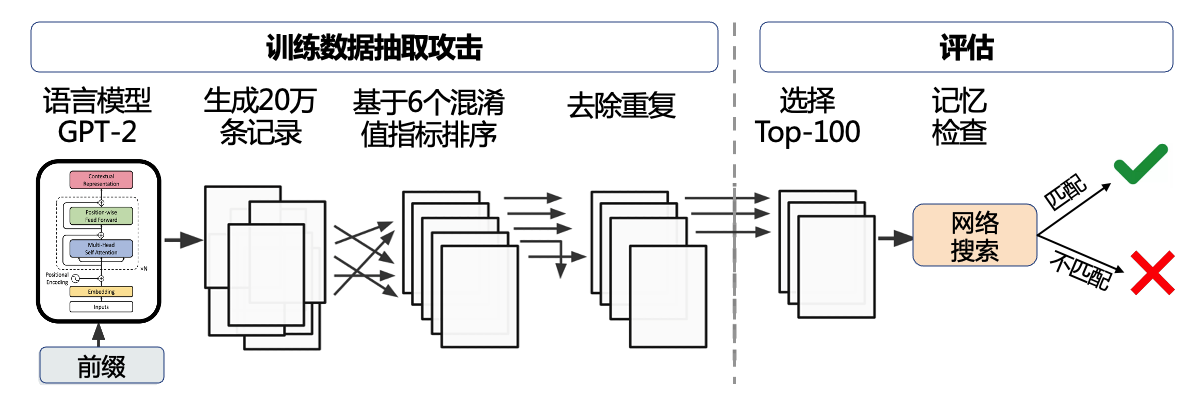 训练数据抽取攻击
评估
语言模型
GPT-2
生成20万
条记录
基于6个混淆
值指标排序
去除重复
选择
Top-100
记忆
检查
Contextual
Representation
Position-wise
Feed Forward
Multi-Head
Self-Attention
×N
Positional
Encoding
Embedding
Inputs
前缀
网络
搜索
匹配
不匹配